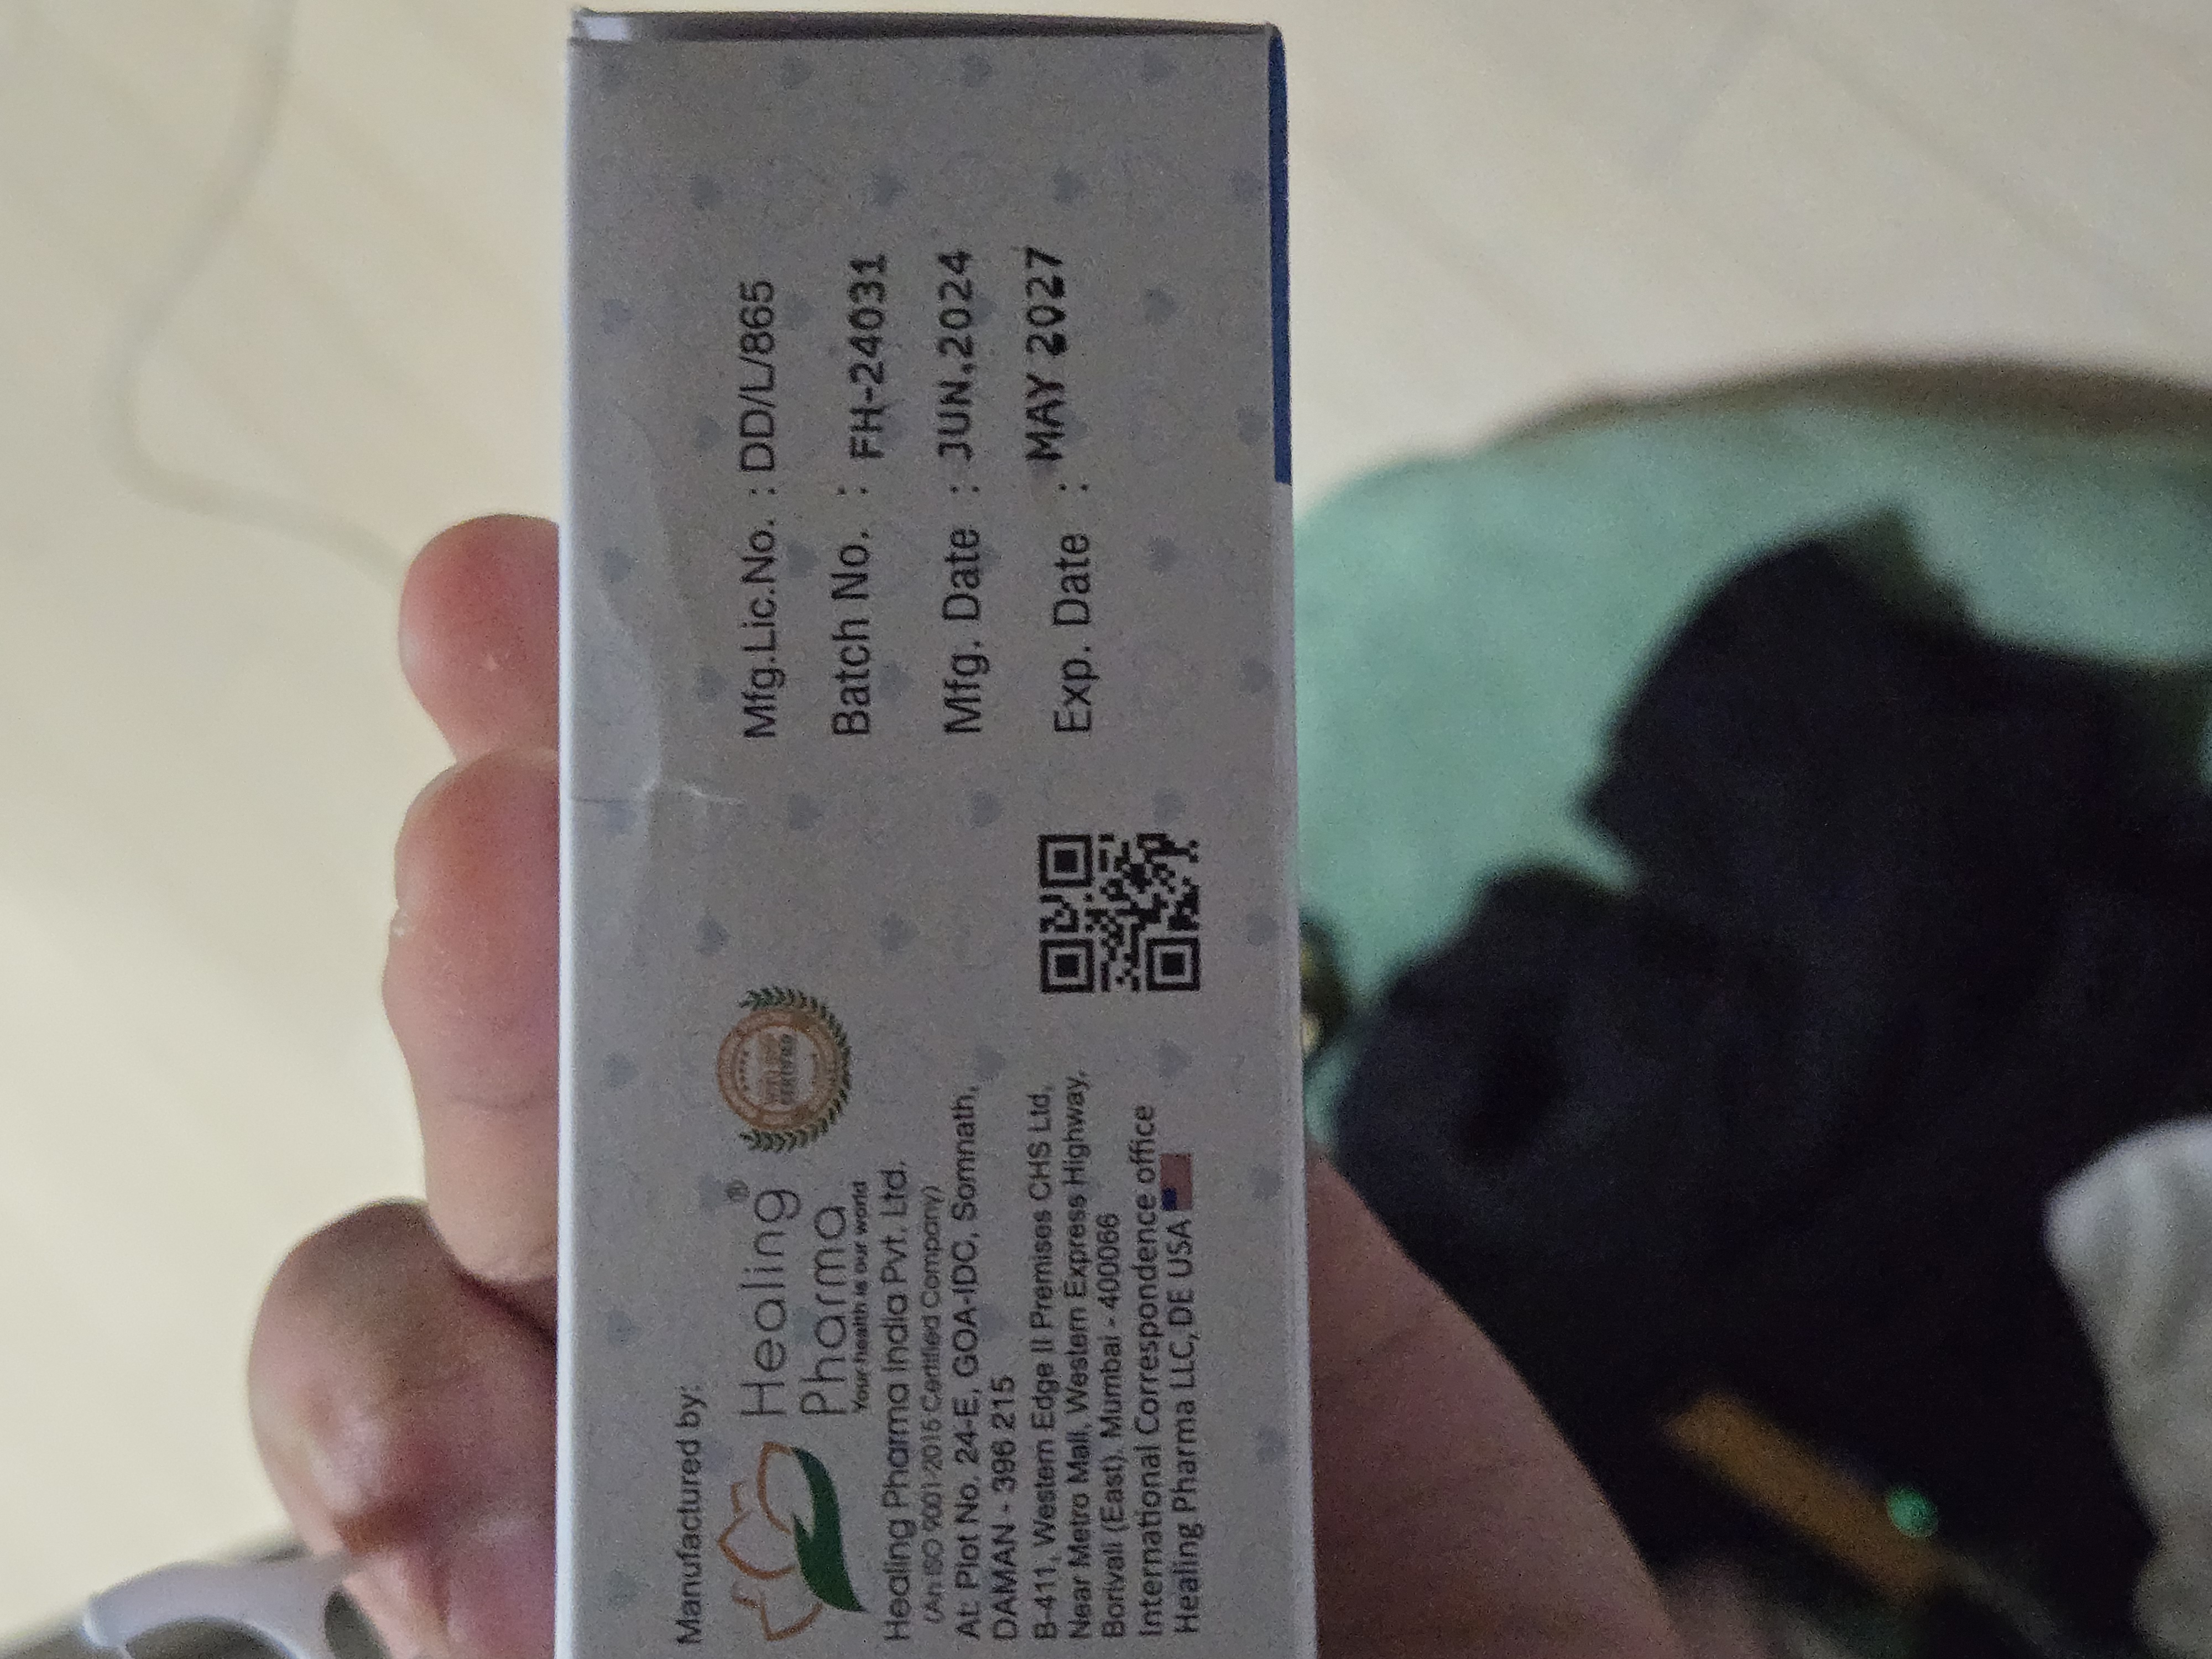 Manufactured by:
Healing®
Pharma
Your health is our world
Healing Pharma India Pvt. Ltd.
(An ISO 9001-2015 Certified Company)
At: Plot No. 24-E, GOA-IDC, Somnath,
DAMAN - 396 215
B-411, Western Edge II Premises CHS Ltd,
Near Metro Mall, Western Express Highway,
Borivali (East). Mumbai - 400066
International Correspondence office
Healing Pharma LLC, DE USA
Mfg.Lic.No. : DD/L/865
Batch No. : FH-24031
Mfg. Date : JUN.2024
Exp. Date : MAY 2027